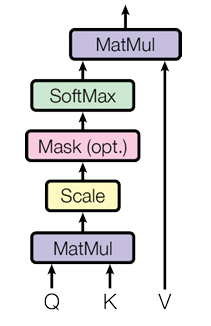 MatMul
SoftMax
Mask (opt.)
Scale
MatMul
Q K V